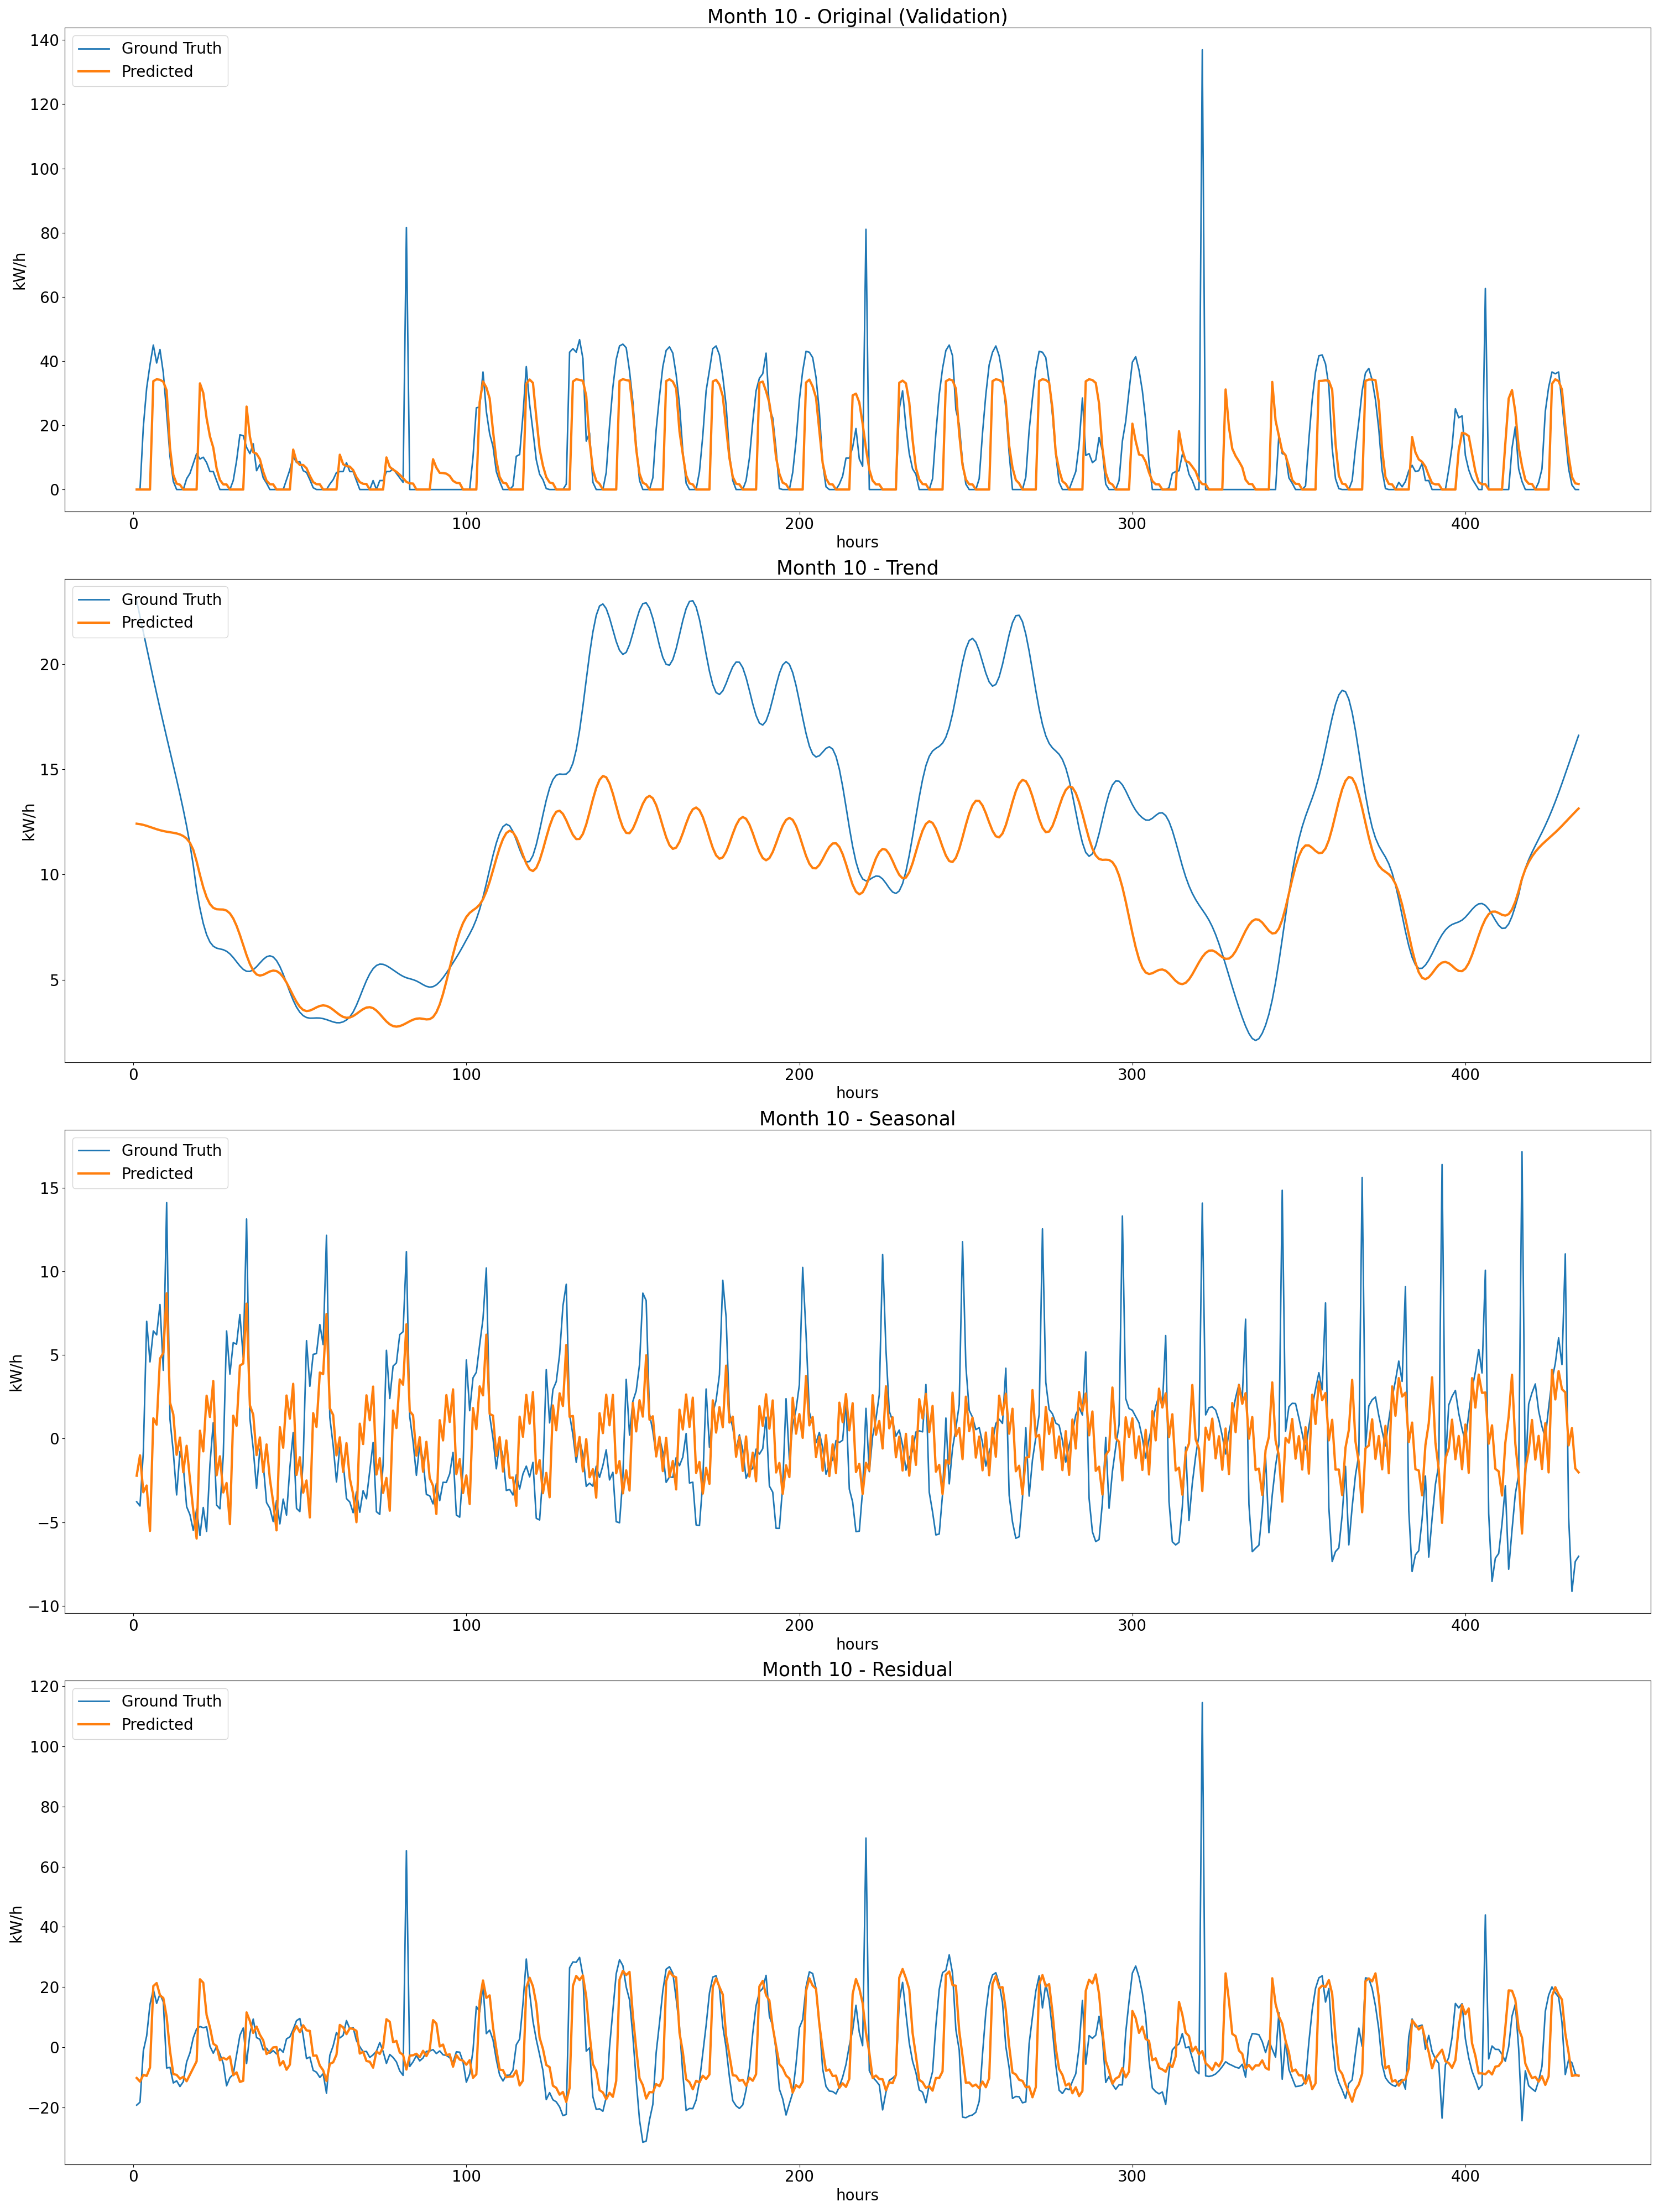 Month 10 - Original (Validation)
Ground Truth
Predicted
140
120
100
80
60
40
20
0
kW/h
0 100 200 300 400
hours
Month 10 - Trend
Ground Truth
Predicted
20
15
10
5
kW/h
0 100 200 300 400
hours
Month 10 - Seasonal
Ground Truth
Predicted
15
10
5
0
−5
−10
kW/h
0 100 200 300 400
hours
Month 10 - Residual
Ground Truth
Predicted
120
100
80
60
40
20
0
−20
kW/h
0 100 200 300 400
hours